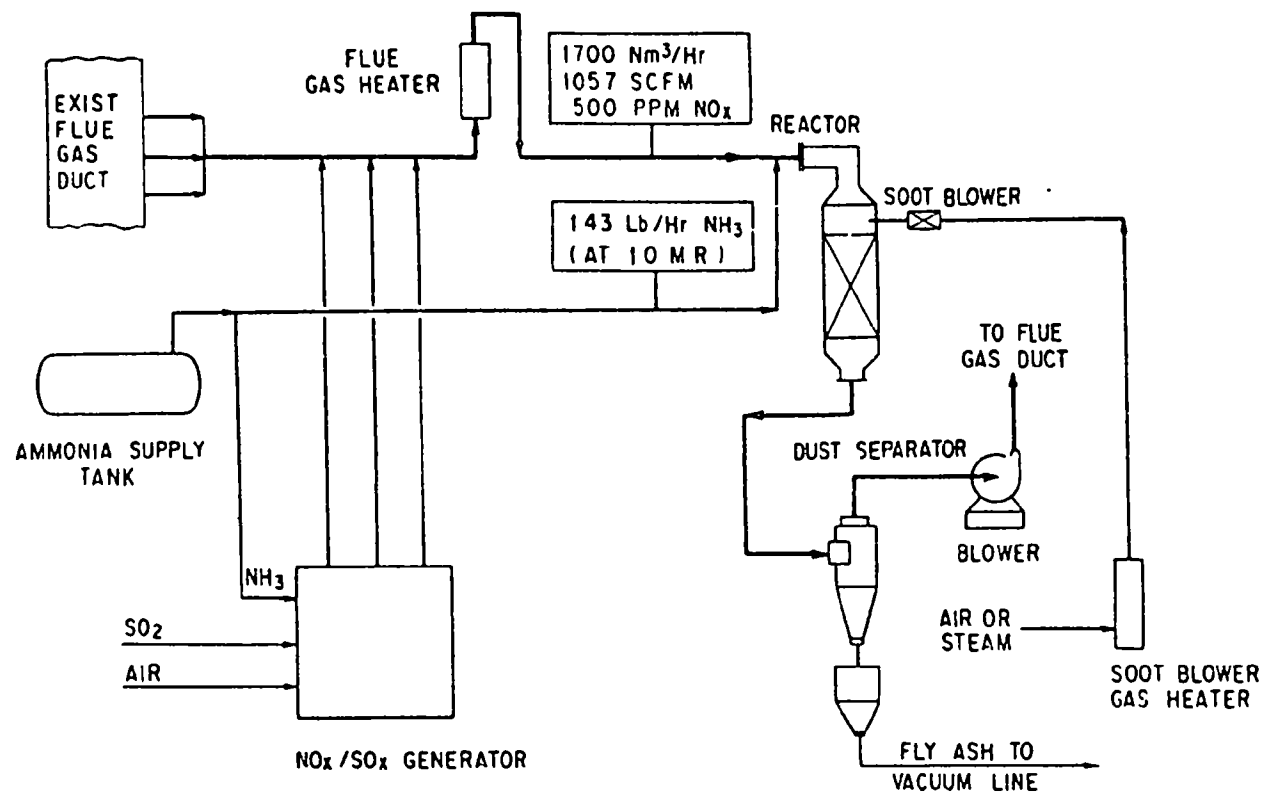 EXIST
FLUE
GAS
DUCT
FLUE
GAS HEATER
1700 Nm³/Hr
1057 SCFM
500 PPM NOx
REACTOR
SOOT BLOWER
143 Lb/Hr NH₃
(AT 10 MR)
AMMONIA SUPPLY
TANK
TO FLUE
GAS DUCT
DUST SEPARATOR
BLOWER
NH₃
SO₂
AIR
NOx/SOx GENERATOR
AIR OR
STEAM
SOOT BLOWER
GAS HEATER
FLY ASH TO
VACUUM LINE